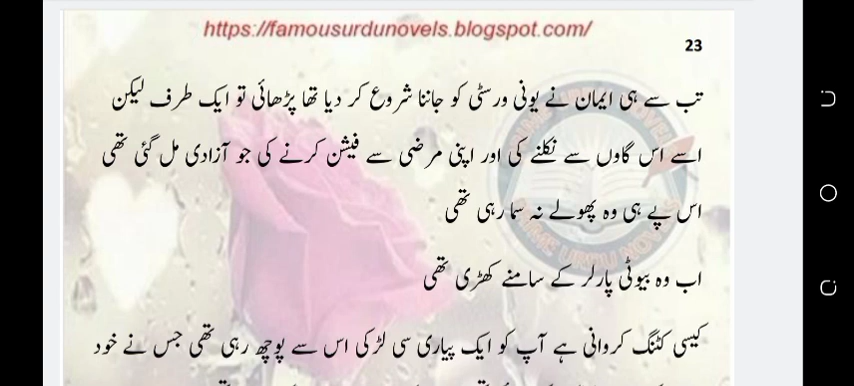 https://famousurdunovels.blogspot.com/
23
تب سے ہی ایمان نے یونی ورسٹی کو جاننا شروع کر دیا تھا پڑھائی تو ایک طرف لیکن
اسے اس گاوں سے نکلنے کی اور اپنی مرضی سے فیشن کرنے کی جو آزادی مل گئی تھی
اس پے ہی وہ پھولے نہ سما رہی تھی
اب وہ بیوٹی پارلر کے سامنے کھڑی تھی
کیسی کٹنگ کروانی ہے آپ کو ایک پیاری سی لڑکی اس سے پوچھ رہی تھی جس نے خود